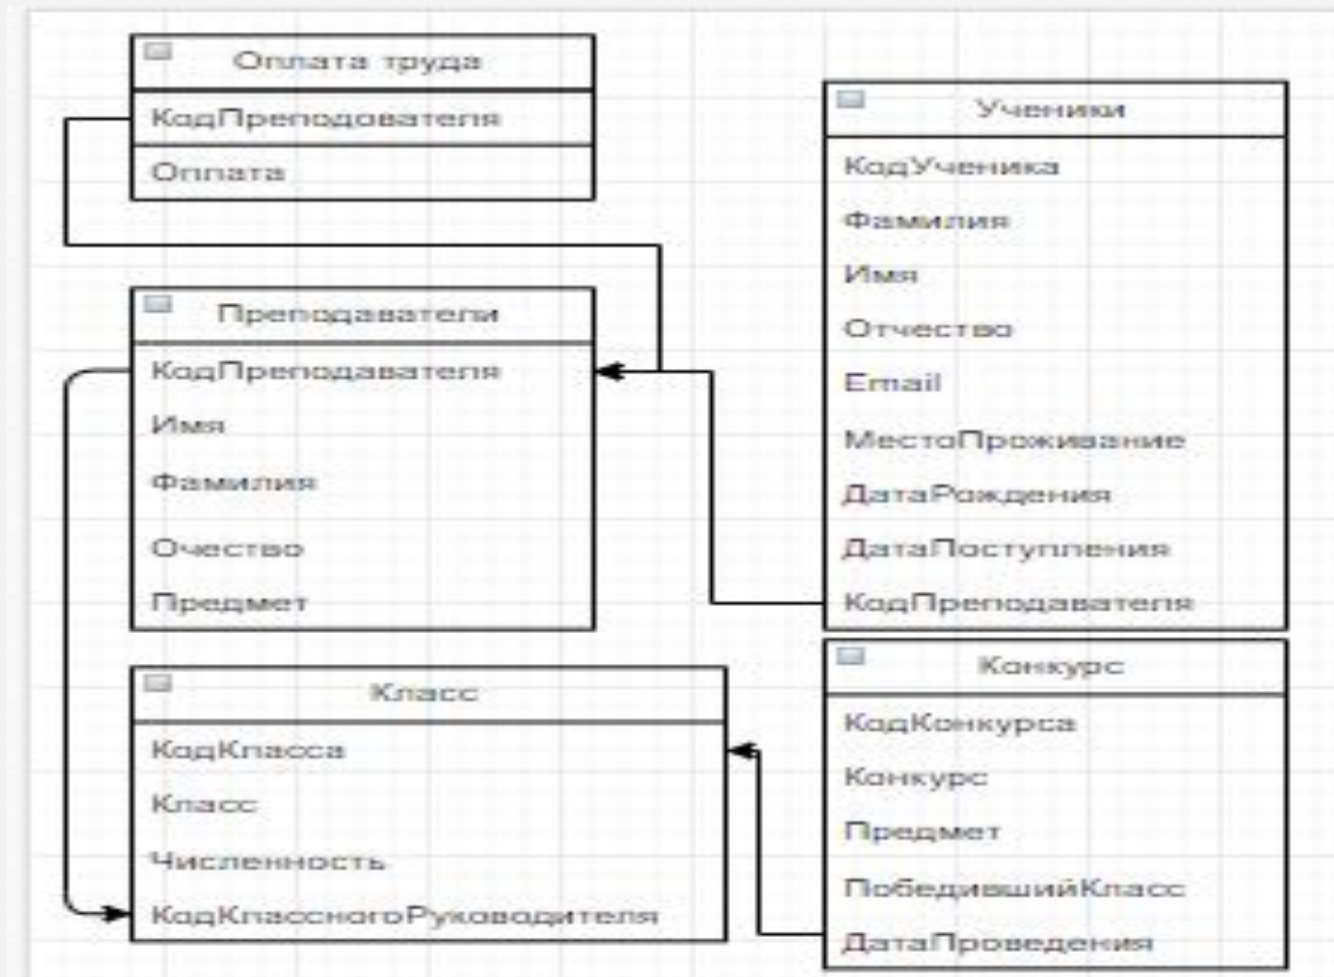 Оплата труда
КодПреподователя
Оплата
Преподаватели
КодПреподавателя
Имя
Фамилия
Очество
Предмет
Класс
КодКласса
Класс
Численность
КодКлассногоРуководителя
Ученики
КодУченика
Фамилия
Имя
Отчество
Email
МестоПроживание
ДатаРождения
ДатаПоступления
КодПреподавателя
Конкурс
КодКонкурса
Конкурс
Предмет
ПобедившийКласс
ДатаПроведения